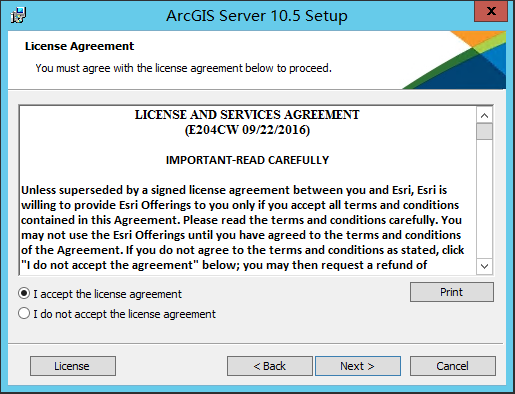 ArcGIS Server 10.5 Setup
License Agreement
You must agree with the license agreement below to proceed.
LICENSE AND SERVICES AGREEMENT
(E204CW 09/22/2016)
IMPORTANT-READ CAREFULLY
Unless superseded by a signed license agreement between you and Esri, Esri is
willing to provide Esri Offerings to you only if you accept all terms and conditions
contained in this Agreement. Please read the terms and conditions carefully. You
may not use the Esri Offerings until you have agreed to the terms and conditions
of the Agreement. If you do not agree to the terms and conditions as stated, click
"I do not accept the agreement" below; you may then request a refund of
I accept the license agreement
Print
I do not accept the license agreement
License
< Back
Next >
Cancel